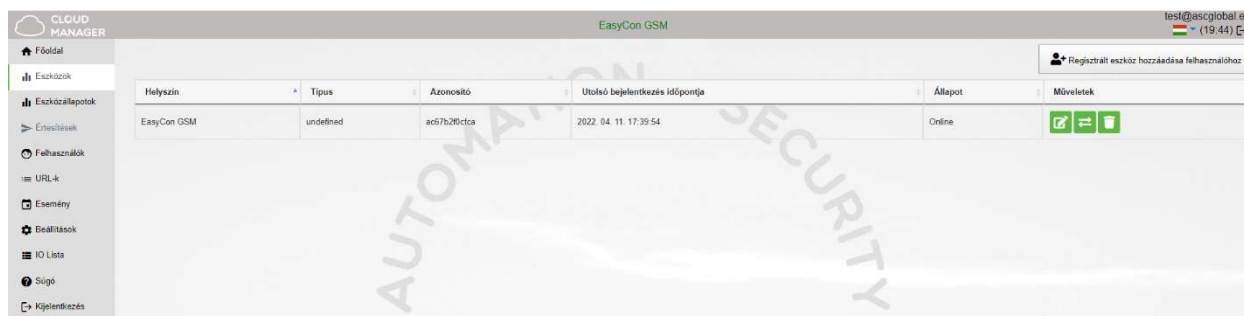 CLOUD
MANAGER
EasyCon GSM
test@ascglobal.e
(19:44)
Főoldal
Eszközök
Eszközállapotok
Értesítések
Felhasználók
URL-k
Esemény
Beállítások
IO Lista
Súgó
Kijelentkezés
Regisztrált eszköz hozzáadása felhasználóhoz
Helyszín Típus Azonosító Utolsó bejelentkezés időpontja Állapot Műveletek
EasyCon GSM undefined ac67b2f0cfca 2022. 04. 11. 17:39:54 Online
AUTOMATION SECURITY